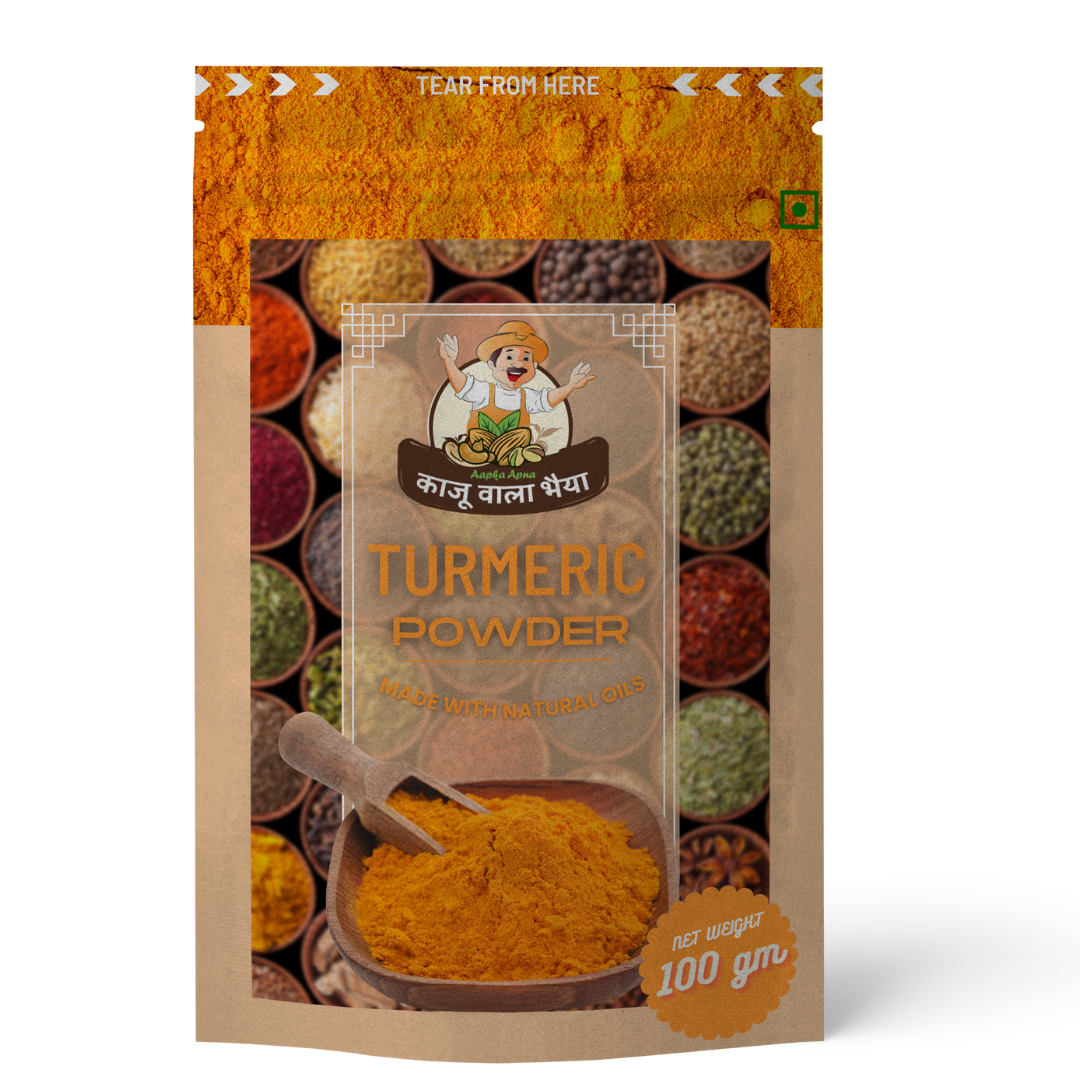 TEAR FROM HERE
Aapka Apna
काजू वाला भैया
TURMERIC
POWDER
MADE WITH NATURAL OILS
NET WEIGHT
100 gm